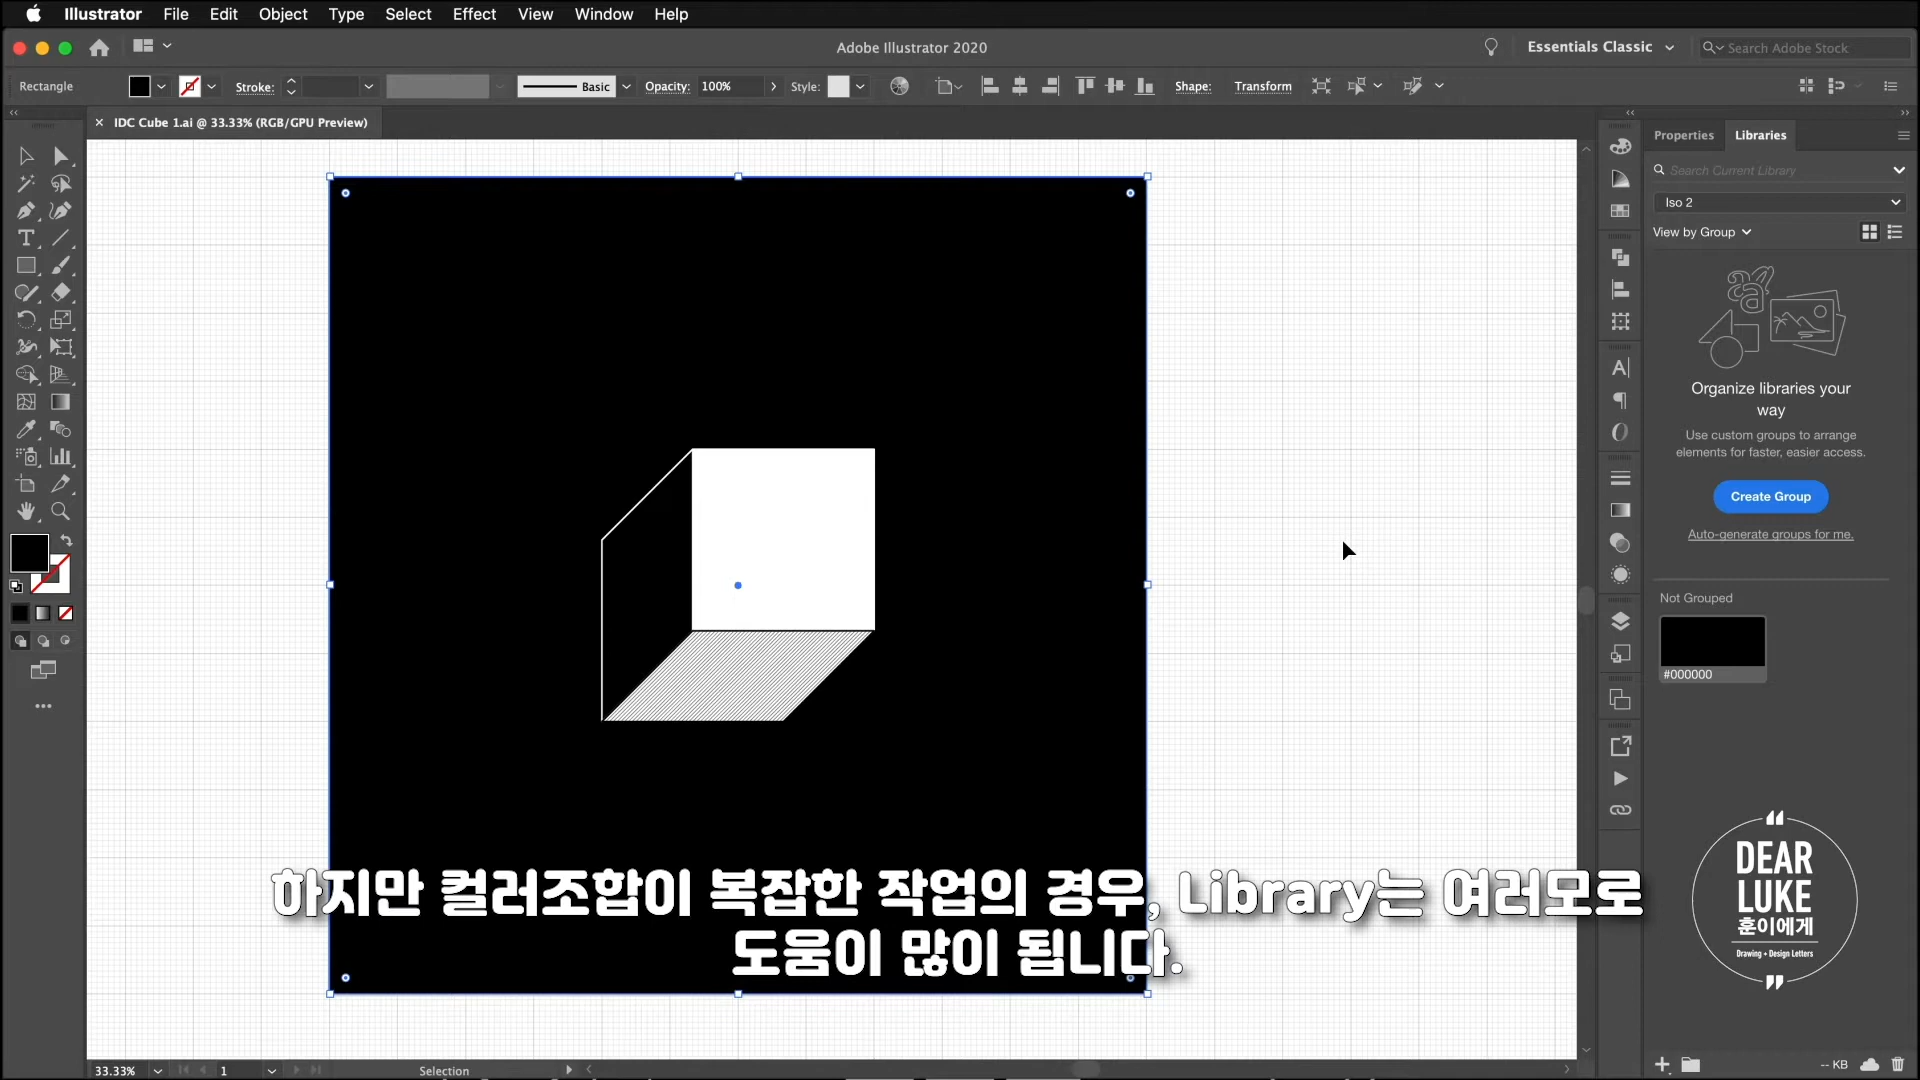 Illustrator File Edit Object Type Select Effect View Window Help
Adobe Illustrator 2020
Essentials Classic
Search Adobe Stock
Rectangle
Stroke:
Basic
Opacity: 100%
Style:
Shape:
Transform
IDC Cube 1.ai @ 33.33% (RGB/GPU Preview)
Properties
Libraries
Search Current Library
Iso 2
View by Group
Organize libraries your
way
Use custom groups to arrange
elements for faster, easier access.
Create Group
Auto-generate groups for me.
Not Grouped
#000000
하지만 컬러조합이 복잡한 작업의 경우, Library는 여러모로
도움이 많이 됩니다.
DEAR
LUKE
훈이에게
Drawing + Design Letters
33.33%
1
Selection
-- KB